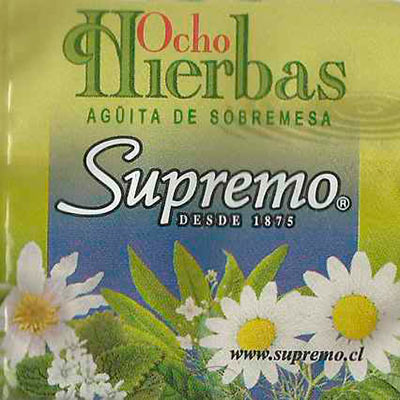 Ocho
Hierbas
AGÜITA DE SOBREMESA
Supremo®
DESDE 1875
www.supremo.cl